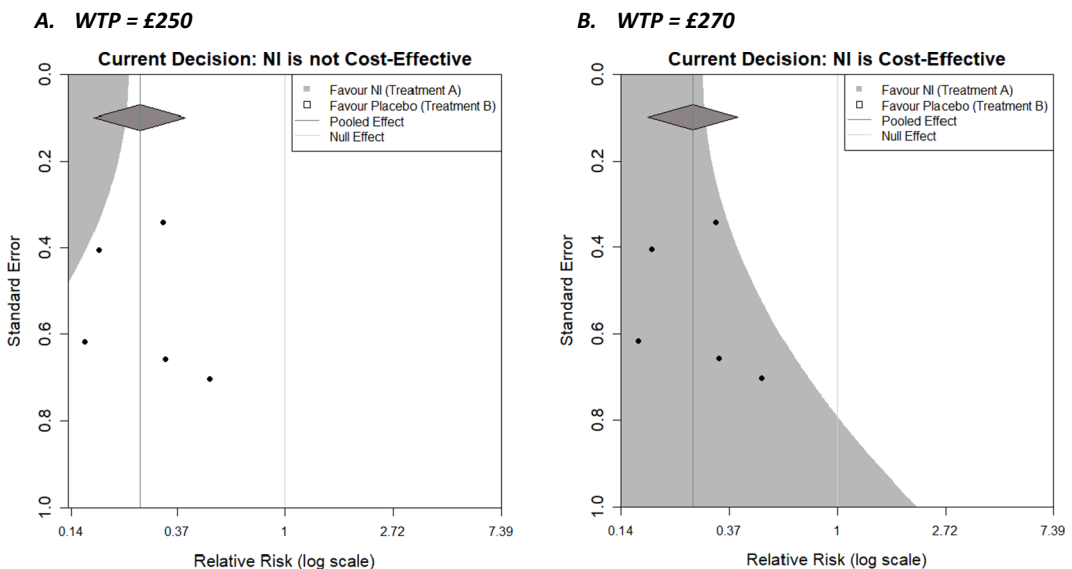 A. WTP = £250
Current Decision: NI is not Cost-Effective
Favour NI (Treatment A)
Favour Placebo (Treatment B)
Pooled Effect
Null Effect
Standard Error
0.0
0.2
0.4
0.6
0.8
1.0
0.14 0.37 1 2.72 7.39
Relative Risk (log scale)
B. WTP = £270
Current Decision: NI is Cost-Effective
Favour NI (Treatment A)
Favour Placebo (Treatment B)
Pooled Effect
Null Effect
Standard Error
0.0
0.2
0.4
0.6
0.8
1.0
0.14 0.37 1 2.72 7.39
Relative Risk (log scale)